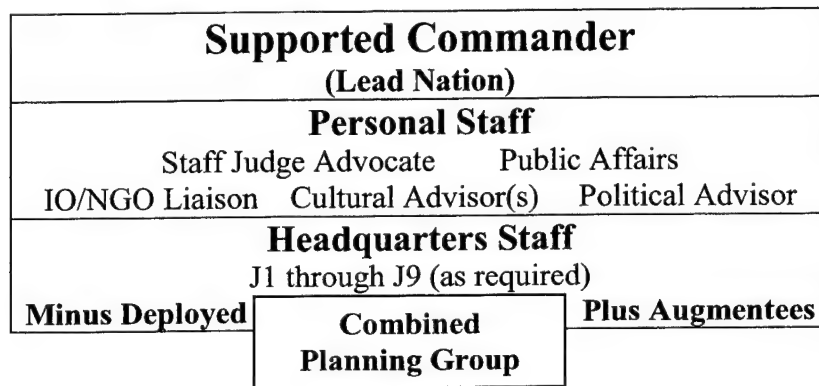 Supported Commander
(Lead Nation)
Personal Staff
Staff Judge Advocate Public Affairs
IO/NGO Liaison Cultural Advisor(s) Political Advisor
Headquarters Staff
J1 through J9 (as required)
Minus Deployed Plus Augmentees
Combined
Planning Group